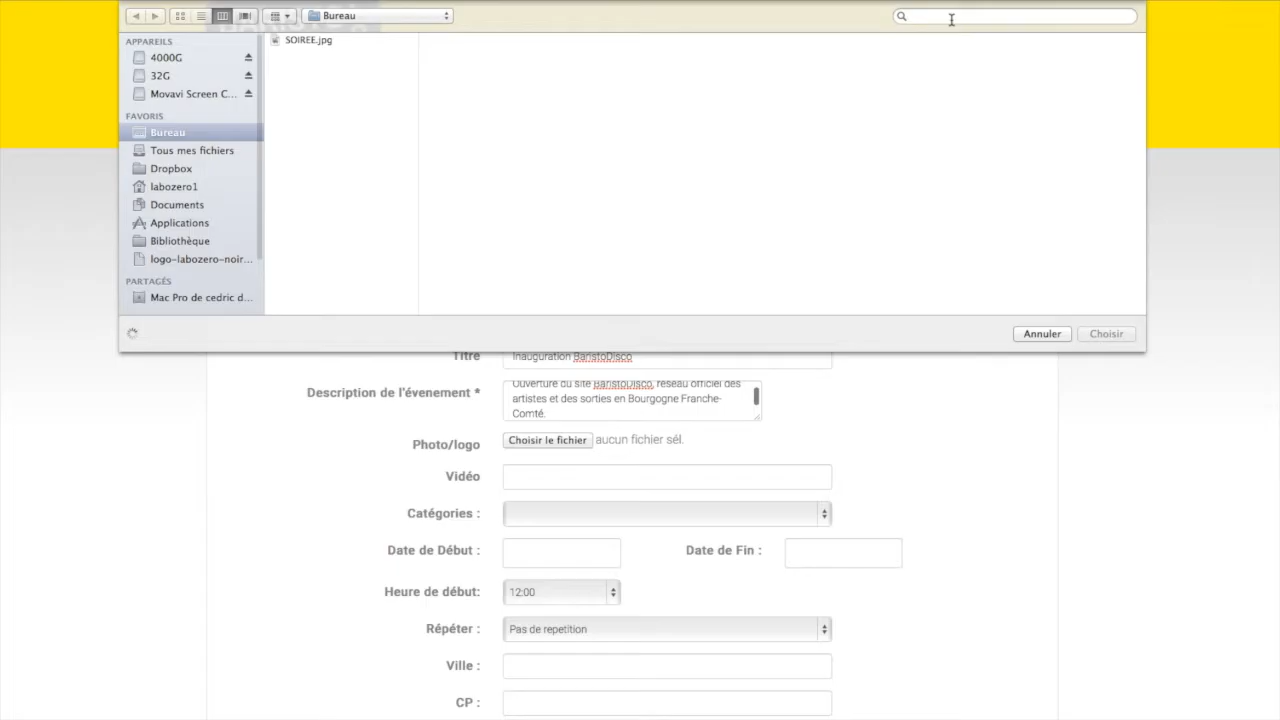 Bureau
APPAREILS
4000G
32G
Movavi Screen C...
FAVORIS
Bureau
Tous mes fichiers
Dropbox
labozero1
Documents
Applications
Bibliothèque
logo-labozero-noir...
PARTAGÉS
Mac Pro de cedric d...
SOIREE.jpg
Annuler
Choisir
Titre
Inauguration BaristoDisco
Description de l'évenement *
Ouverture du site BaristoDisco, réseau officiel des
artistes et des sorties en Bourgogne Franche-
Comté.
Photo/logo
Choisir le fichier aucun fichier sél.
Vidéo
Catégories :
Date de Début :
Date de Fin :
Heure de début:
12:00
Répéter :
Pas de repetition
Ville :
CP :